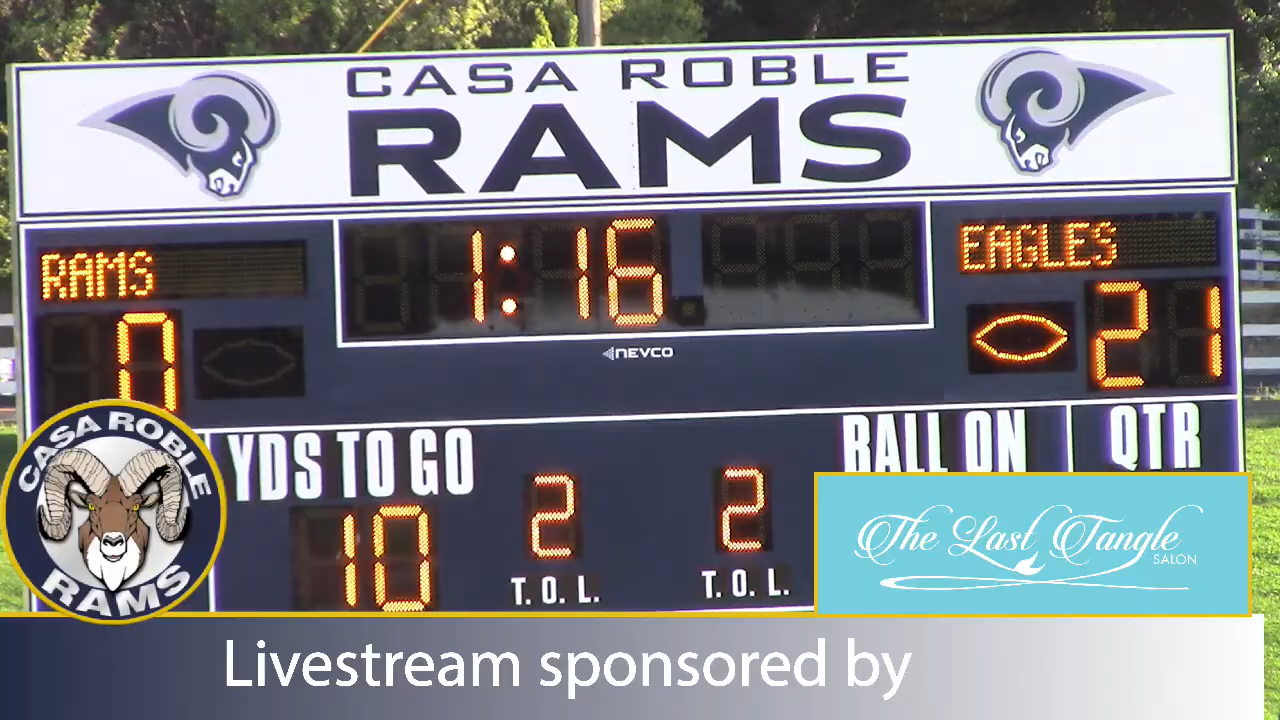 CASA ROBLE
RAMS
RAMS
1:16
EAGLES
0
21
NEVCO
YDS TO GO
BALL ON
QTR
10
2
2
T. O. L.
T. O. L.
CASA ROBLE
RAMS
The Last Tangle
SALON
Livestream sponsored by